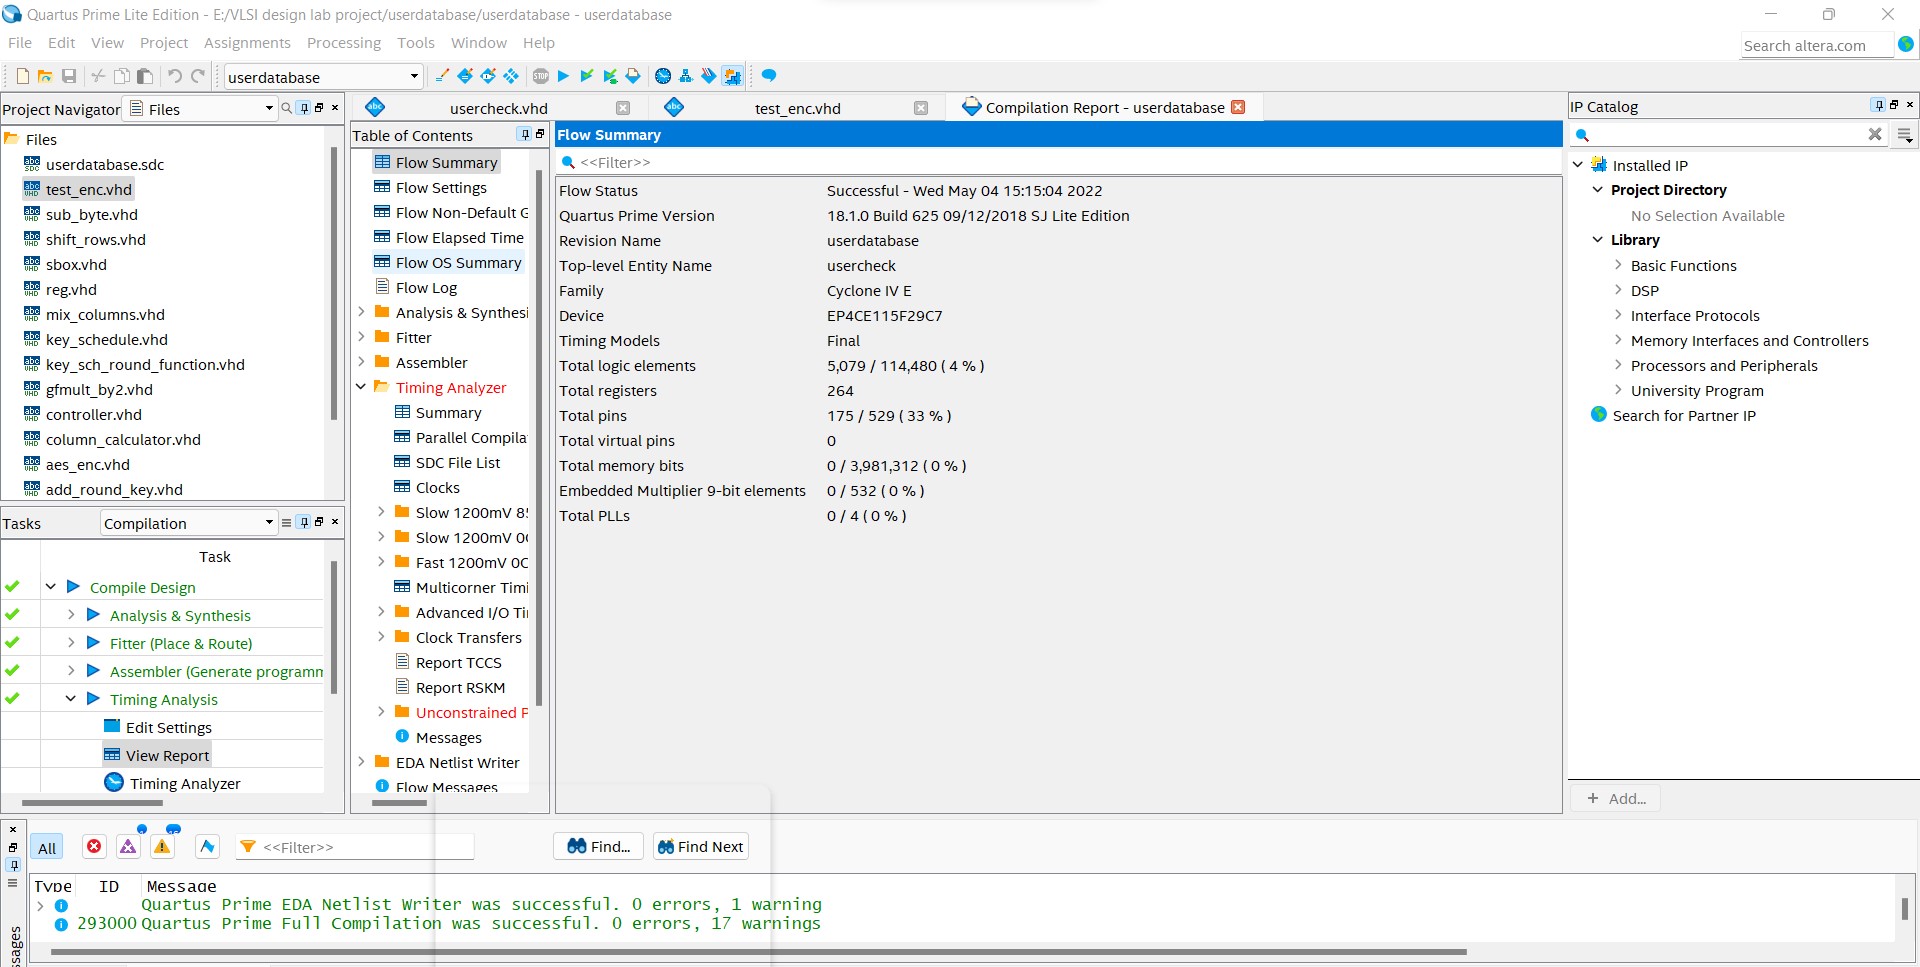 Quartus Prime Lite Edition - E:/VLSI design lab project/userdatabase/userdatabase - userdatabase
File Edit View Project Assignments Processing Tools Window Help
Search altera.com
userdatabase
Project Navigator Files
usercheck.vhd
test_enc.vhd
Compilation Report - userdatabase
IP Catalog
Files
userdatabase.sdc
test_enc.vhd
sub_byte.vhd
shift_rows.vhd
sbox.vhd
reg.vhd
mix_columns.vhd
key_schedule.vhd
key_sch_round_function.vhd
gfmult_by2.vhd
controller.vhd
column_calculator.vhd
aes_enc.vhd
add_round_key.vhd
Tasks Compilation
Task
Compile Design
Analysis & Synthesis
Fitter (Place & Route)
Assembler (Generate programm
Timing Analysis
Edit Settings
View Report
Timing Analyzer
Table of Contents
Flow Summary
Flow Settings
Flow Non-Default G
Flow Elapsed Time
Flow OS Summary
Flow Log
Analysis & Synthesi
Fitter
Assembler
Timing Analyzer
Summary
Parallel Compila
SDC File List
Clocks
Slow 1200mV 85
Slow 1200mV 0C
Fast 1200mV 0C
Multicorner Timi
Advanced I/O Ti
Clock Transfers
Report TCCS
Report RSKM
Unconstrained P
Messages
EDA Netlist Writer
Flow Messages
Flow Summary
<<Filter>>
Flow Status Successful - Wed May 04 15:15:04 2022
Quartus Prime Version 18.1.0 Build 625 09/12/2018 SJ Lite Edition
Revision Name userdatabase
Top-level Entity Name usercheck
Family Cyclone IV E
Device EP4CE115F29C7
Timing Models Final
Total logic elements 5,079 / 114,480 ( 4 % )
Total registers 264
Total pins 175 / 529 ( 33 % )
Total virtual pins 0
Total memory bits 0 / 3,981,312 ( 0 % )
Embedded Multiplier 9-bit elements 0 / 532 ( 0 % )
Total PLLs 0 / 4 ( 0 % )
Installed IP
Project Directory
No Selection Available
Library
Basic Functions
DSP
Interface Protocols
Memory Interfaces and Controllers
Processors and Peripherals
University Program
Search for Partner IP
+ Add...
All
<<Filter>>
Find...
Find Next
Type ID Message
Quartus Prime EDA Netlist Writer was successful. 0 errors, 1 warning
293000 Quartus Prime Full Compilation was successful. 0 errors, 17 warnings
ssages